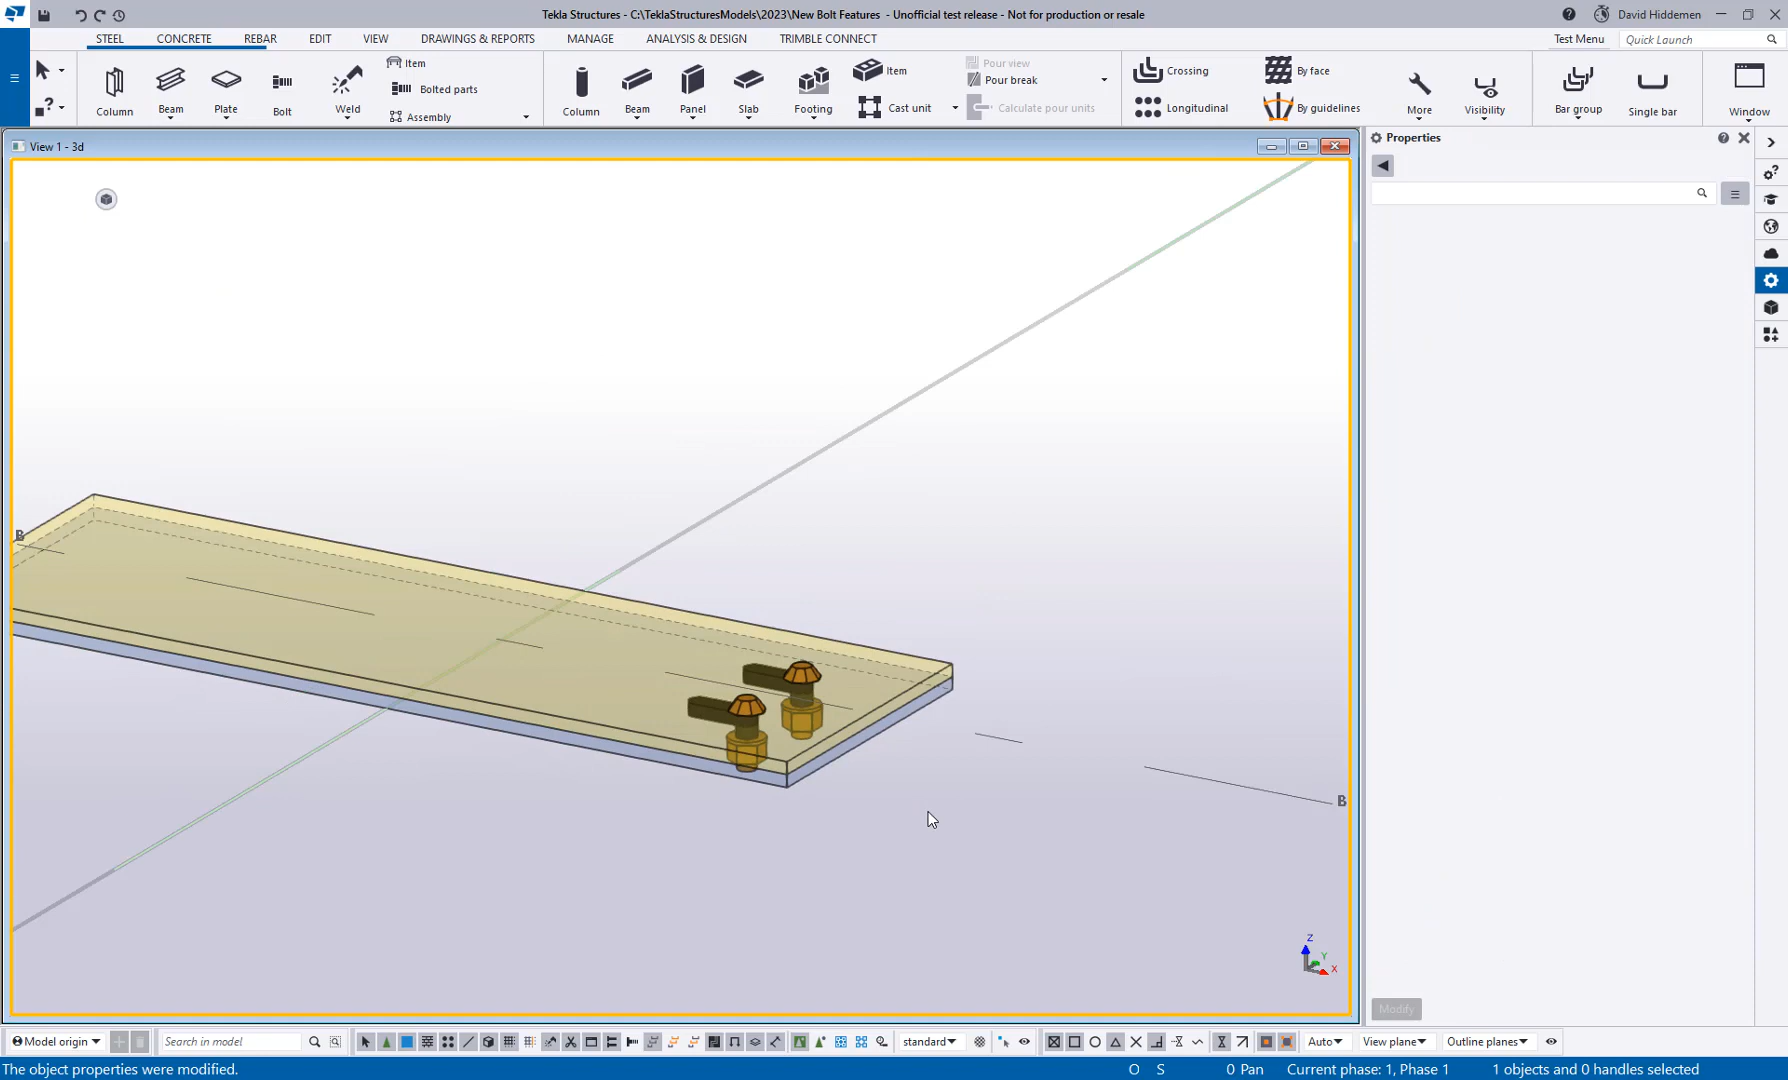 Tekla Structures - C:\TeklaStructuresModels\2023\New Bolt Features - Unofficial test release - Not for production or resale
David Hiddemen
STEEL CONCRETE REBAR EDIT VIEW DRAWINGS & REPORTS MANAGE ANALYSIS & DESIGN TRIMBLE CONNECT
Test Menu
Quick Launch
Column
Beam
Plate
Bolt
Weld
Item
Bolted parts
Assembly
Column
Beam
Panel
Slab
Footing
Item
Cast unit
Pour view
Pour break
Calculate pour units
Crossing
Longitudinal
By face
By guidelines
More
Visibility
Bar group
Single bar
Window
View 1 - 3d
Properties
B
B
Z
Y
X
Modify
Model origin
Search in model
standard
Auto
View plane
Outline planes
The object properties were modified.
O S 0 Pan Current phase: 1, Phase 1 1 objects and 0 handles selected